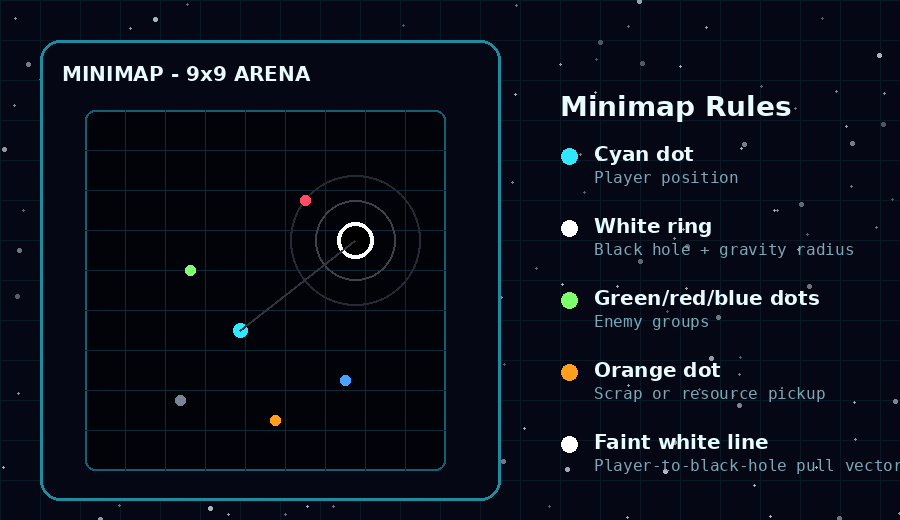 MINIMAP - 9x9 ARENA
Minimap Rules
Cyan dot
Player position
White ring
Black hole + gravity radius
Green/red/blue dots
Enemy groups
Orange dot
Scrap or resource pickup
Faint white line
Player-to-black-hole pull vector